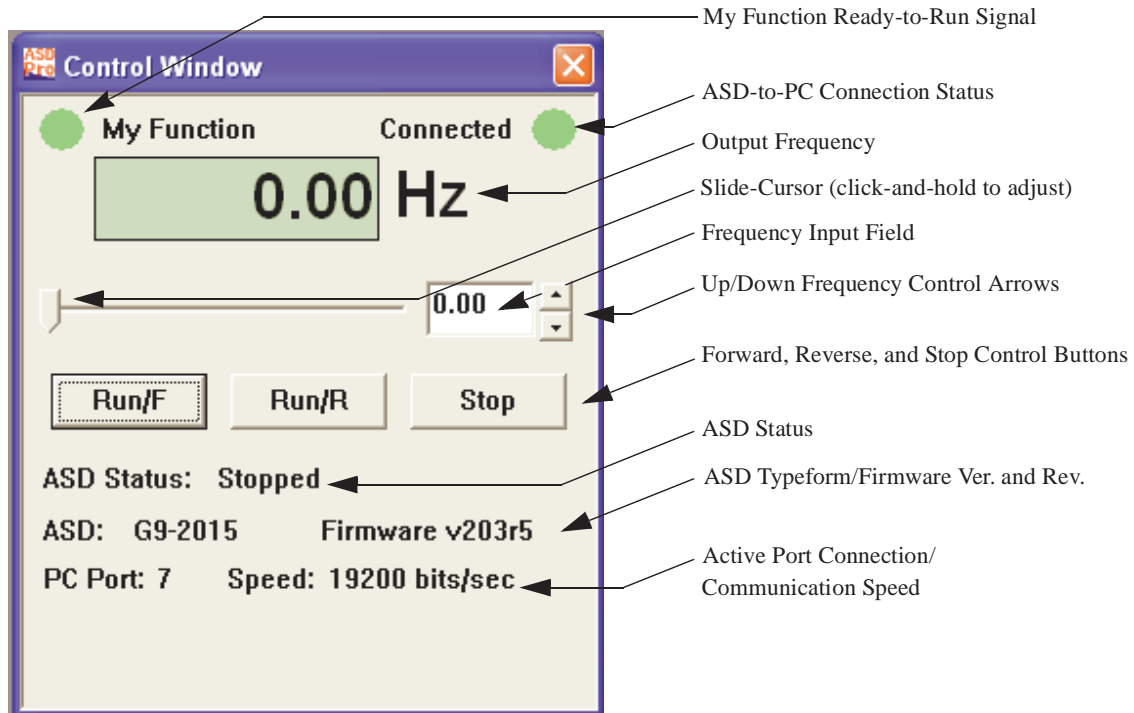 My Function Ready-to-Run Signal
ASD Pro Control Window
ASD-to-PC Connection Status
My Function Connected
Output Frequency
0.00 Hz
Slide-Cursor (click-and-hold to adjust)
Frequency Input Field
Up/Down Frequency Control Arrows
0.00
Forward, Reverse, and Stop Control Buttons
Run/F Run/R Stop
ASD Status
ASD Status: Stopped
ASD Typeform/Firmware Ver. and Rev.
ASD: G9-2015 Firmware v203r5
Active Port Connection/
Communication Speed
PC Port: 7 Speed: 19200 bits/sec